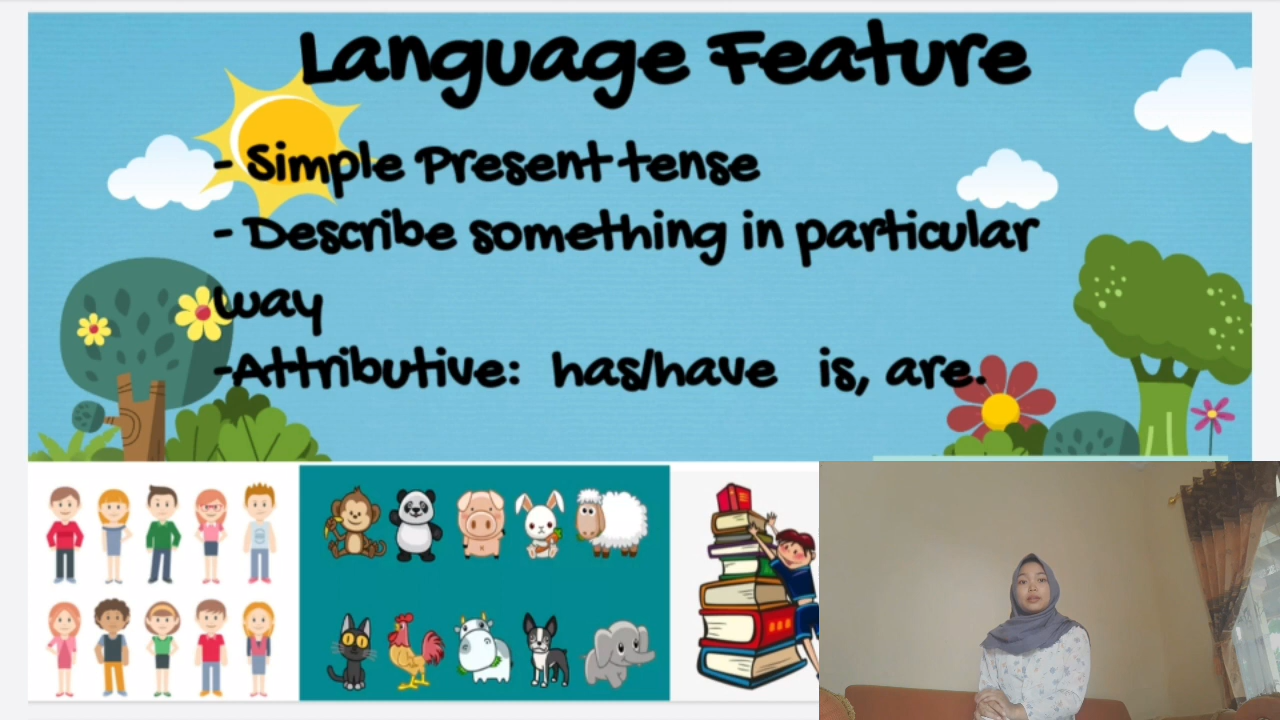 Language Feature
- Simple Present tense
- Describe something in particular
way
-Attributive: has/have is, are.